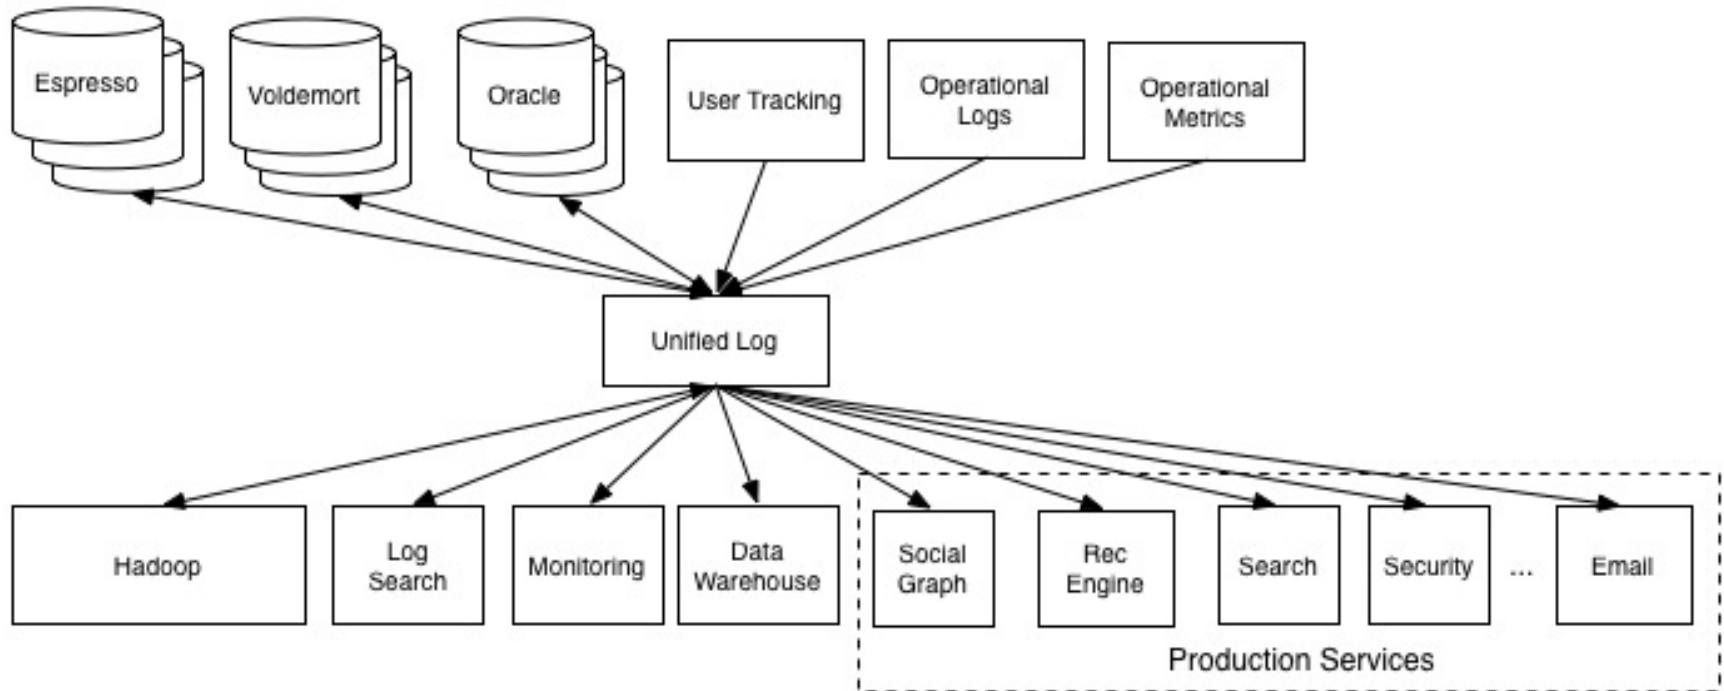 Espresso
Voldemort
Oracle
User Tracking
Operational
Logs
Operational
Metrics
Unified Log
Hadoop
Log
Search
Monitoring
Data
Warehouse
Social
Graph
Rec
Engine
Search
Security
...
Email
Production Services